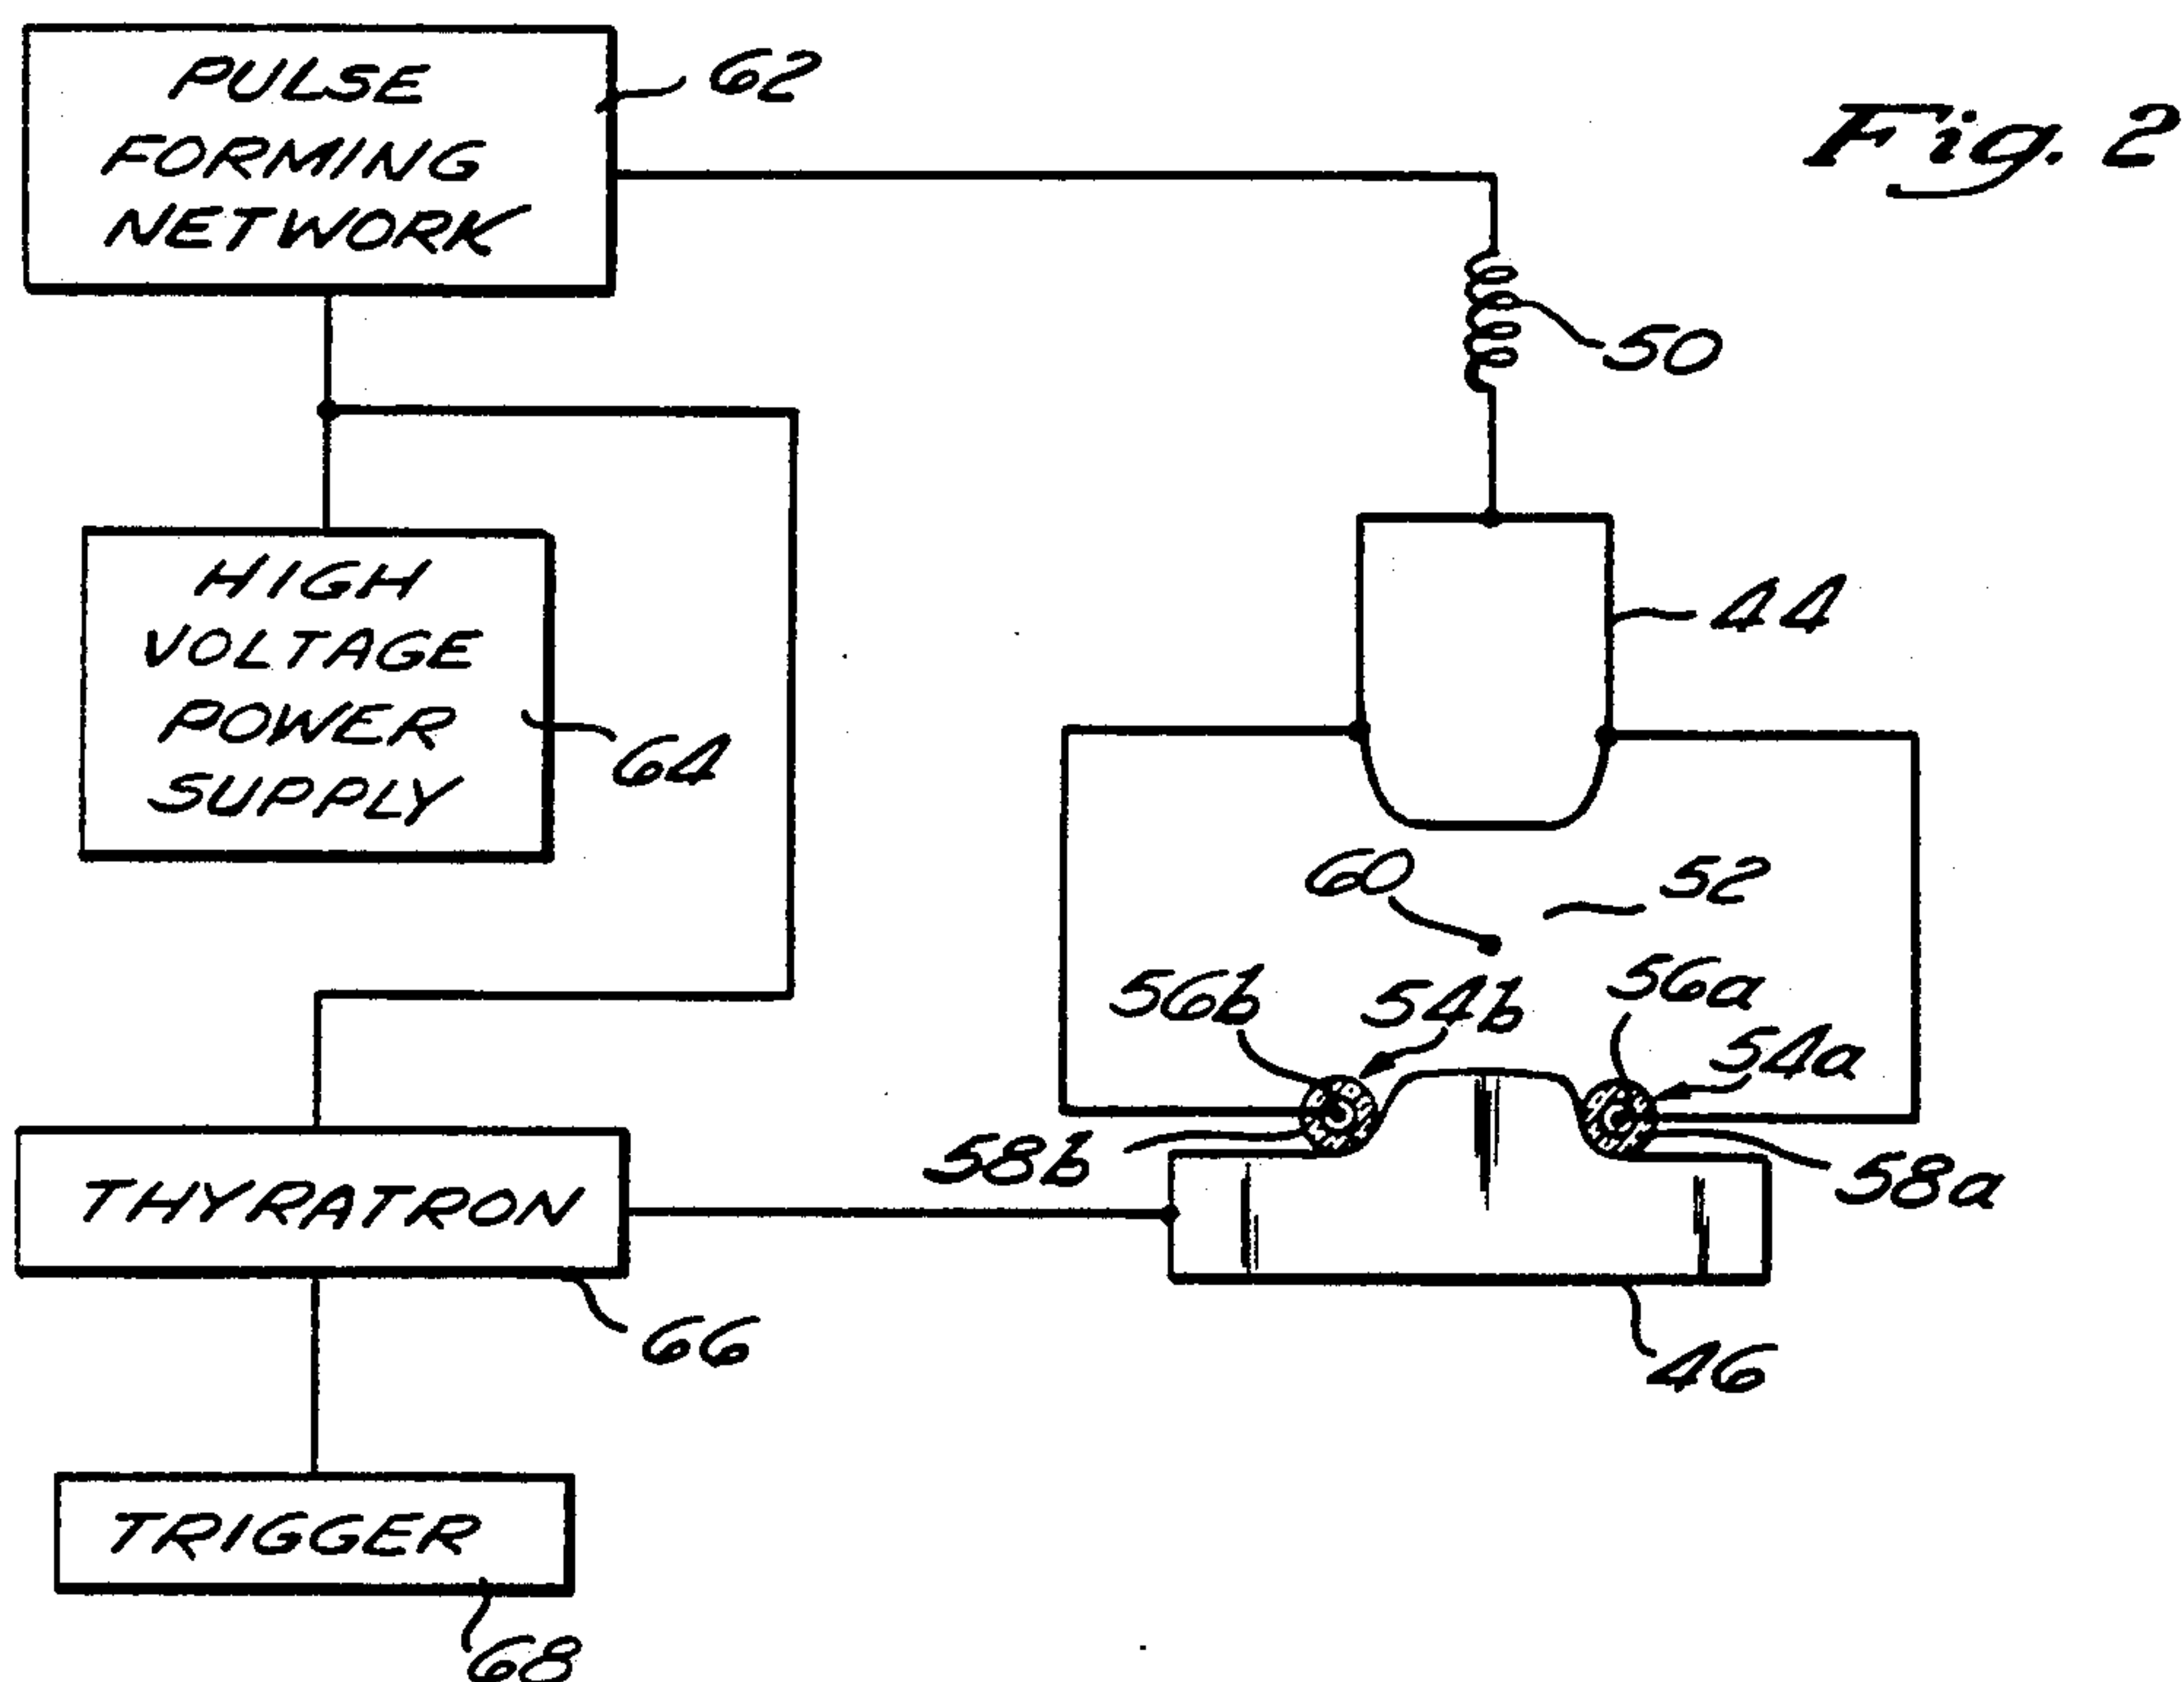 PULSE
FORMING
NETWORK
62
Fig. 2
50
HIGH
VOLTAGE
POWER
SUPPLY
64
44
60
52
56b
54b
56a
54a
58b
58a
THYRATRON
66
46
TRIGGER
68